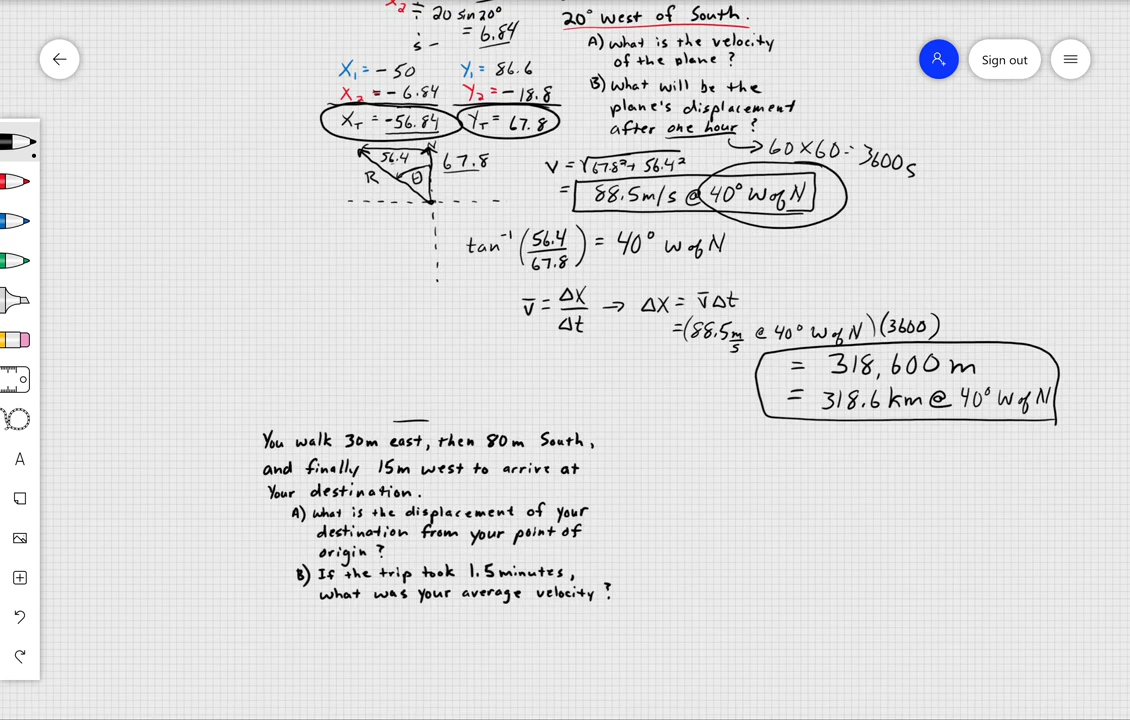 X₂ = 20 sin 20°
= 6.84
20° west of South.
A) what is the velocity
of the plane?
B) what will be the
plane's displacement
after one hour?
→ 60 × 60 = 3600 s
X₁ = - 50 Y₁ = 86.6
X₂ = - 6.84 Y₂ = - 18.8
X_T = -56.84 Y_T = 67.8
N
56.4 67.8
R θ
V = √67.8² + 56.4²
= 88.5 m/s @ 40° W of N
tan⁻¹ (56.4/67.8) = 40° W of N
v̄ = ΔX/Δt → ΔX = v̄Δt
= (88.5 m/s @ 40° W of N)(3600)
= 318,600 m
= 318.6 km @ 40° W of N
You walk 30m east, then 80m South,
and finally 15m west to arrive at
Your destination.
A) what is the displacement of your
destination from your point of
origin?
B) If the trip took 1.5 minutes,
what was your average velocity?
Sign out
A